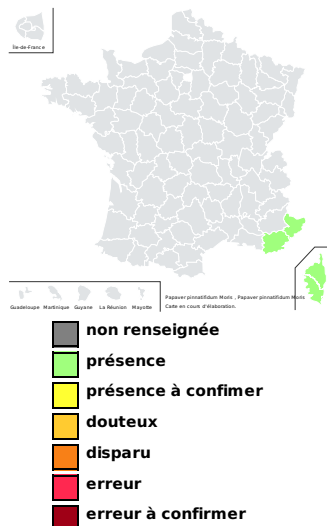 Île-de-France
Guadeloupe Martinique Guyane La Réunion Mayotte
Papaver pinnatifidum Moris , Papaver pinnatifidum Moris
Carte en cours d'élaboration.
non renseignée
présence
présence à confimer
douteux
disparu
erreur
erreur à confirmer